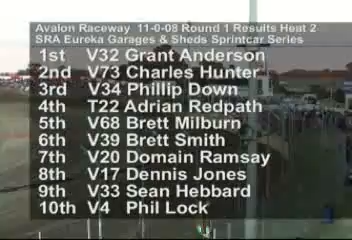 Avalon Raceway 11-0-08 Round 1 Results Heat 2
SRA Eureka Garages & Sheds Sprintcar Series
1st V32 Grant Anderson
2nd V73 Charles Hunter
3rd V34 Phillip Down
4th T22 Adrian Redpath
5th V68 Brett Milburn
6th V39 Brett Smith
7th V20 Domain Ramsay
8th V17 Dennis Jones
9th V33 Sean Hebbard
10th V4 Phil Lock